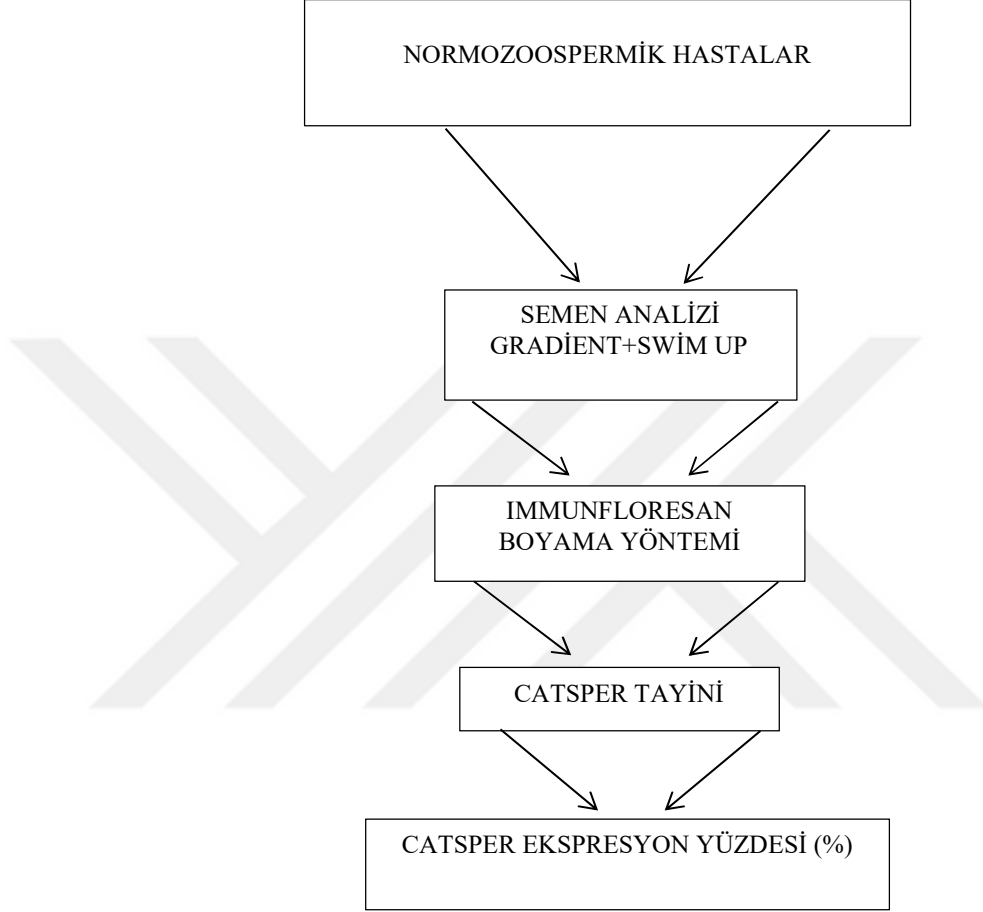 NORMOZOOSPERMİK HASTALAR
SEMEN ANALİZİ
GRADİENT+SWİM UP
IMMUNFLORESAN
BOYAMA YÖNTEMİ
CATSPER TAYİNİ
CATSPER EKSPRESYON YÜZDESİ (%)